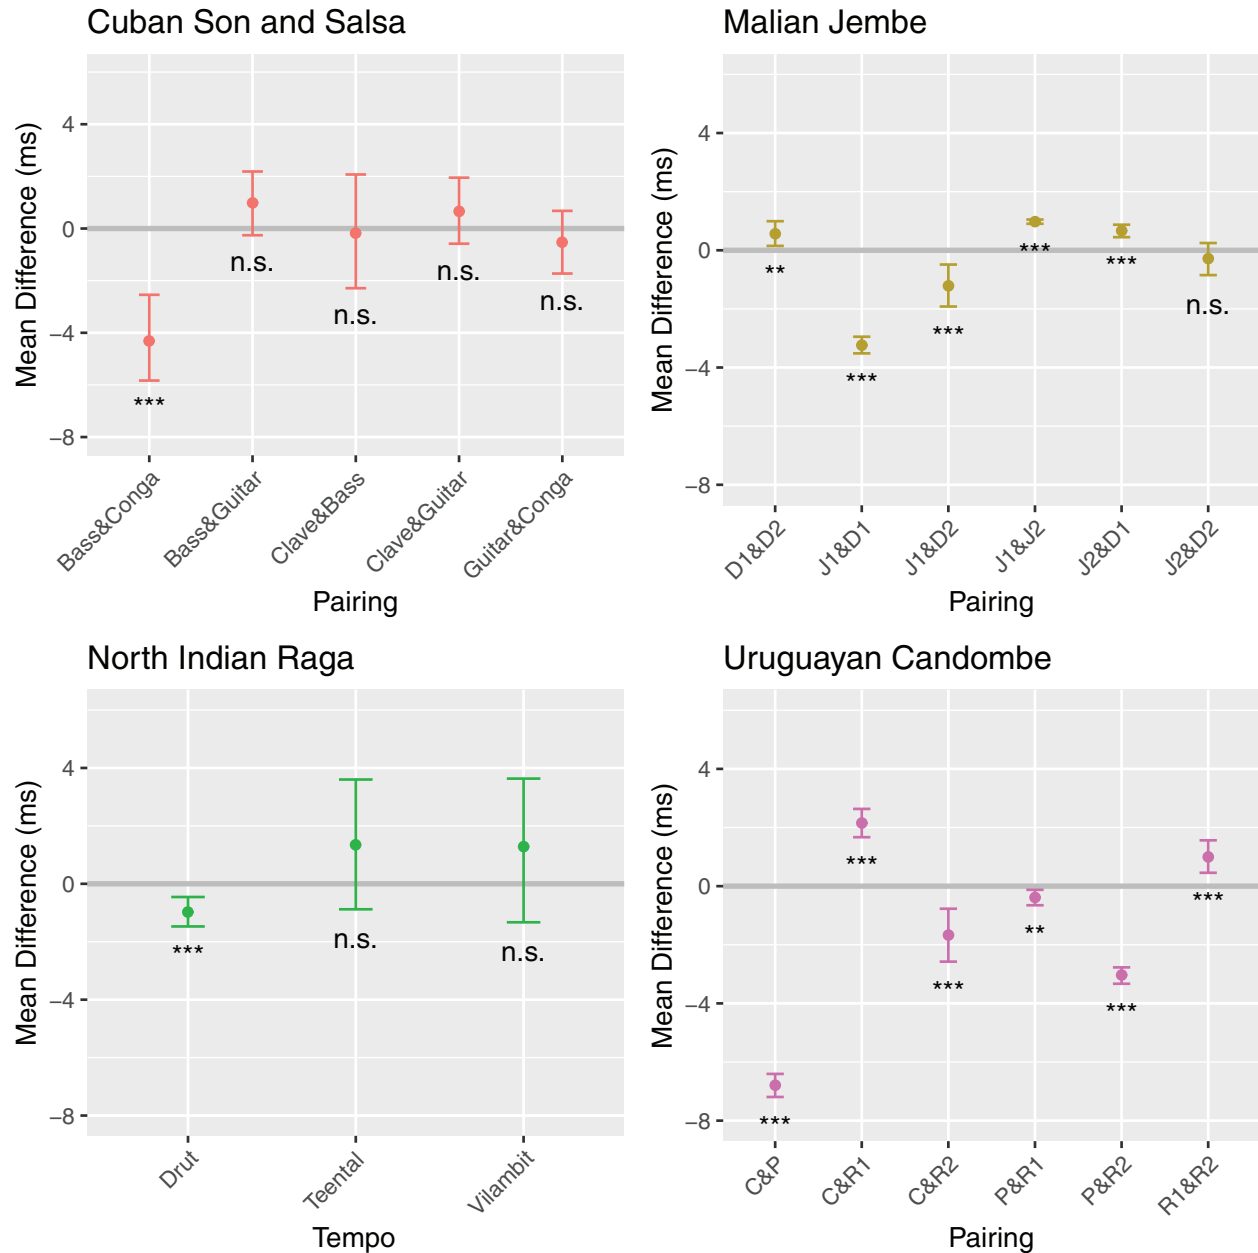 Cuban Son and Salsa
Mean Difference (ms)
4
0
−4
−8
***
n.s.
n.s.
n.s.
n.s.
Bass&Conga
Bass&Guitar
Clave&Bass
Clave&Guitar
Guitar&Conga
Pairing
Malian Jembe
Mean Difference (ms)
4
0
−4
−8
**
***
***
***
***
n.s.
D1&D2
J1&D1
J1&D2
J1&J2
J2&D1
J2&D2
Pairing
North Indian Raga
Mean Difference (ms)
4
0
−4
−8
***
n.s.
n.s.
Drut
Teental
Vilambit
Tempo
Uruguayan Candombe
Mean Difference (ms)
4
0
−4
−8
***
***
***
**
***
***
C&P
C&R1
C&R2
P&R1
P&R2
R1&R2
Pairing